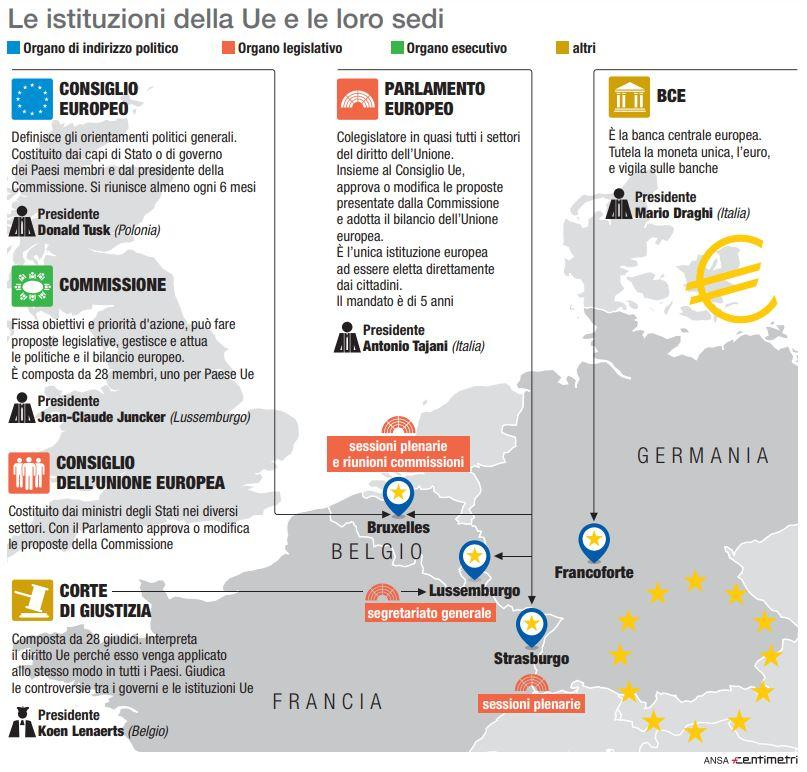 Le istituzioni della Ue e le loro sedi
Organo di indirizzo politico
Organo legislativo
Organo esecutivo
altri
CONSIGLIO
EUROPEO
Definisce gli orientamenti politici generali.
Costituito dai capi di Stato o di governo
dei Paesi membri e dal presidente della
Commissione. Si riunisce almeno ogni 6 mesi
Presidente
Donald Tusk (Polonia)
COMMISSIONE
Fissa obiettivi e priorità d'azione, può fare
proposte legislative, gestisce e attua
le politiche e il bilancio europeo.
È composta da 28 membri, uno per Paese Ue
Presidente
Jean-Claude Juncker (Lussemburgo)
CONSIGLIO
DELL'UNIONE EUROPEA
Costituito dai ministri degli Stati nei diversi
settori. Con il Parlamento approva o modifica
le proposte della Commissione
CORTE
DI GIUSTIZIA
Composta da 28 giudici. Interpreta
il diritto Ue perché esso venga applicato
allo stesso modo in tutti i Paesi. Giudica
le controversie tra i governi e le istituzioni Ue
Presidente
Koen Lenaerts (Belgio)
PARLAMENTO
EUROPEO
Colegislatore in quasi tutti i settori
del diritto dell'Unione.
Insieme al Consiglio Ue,
approva o modifica le proposte
presentate dalla Commissione
e adotta il bilancio dell'Unione
europea.
È l'unica istituzione europea
ad essere eletta direttamente
dai cittadini.
Il mandato è di 5 anni
Presidente
Antonio Tajani (Italia)
BCE
È la banca centrale europea.
Tutela la moneta unica, l'euro,
e vigila sulle banche
Presidente
Mario Draghi (Italia)
€
sessioni plenarie
e riunioni commissioni
Bruxelles
BELGIO
GERMANIA
Francoforte
Lussemburgo
segretariato generale
Strasburgo
sessioni plenarie
FRANCIA
ANSA centimetri